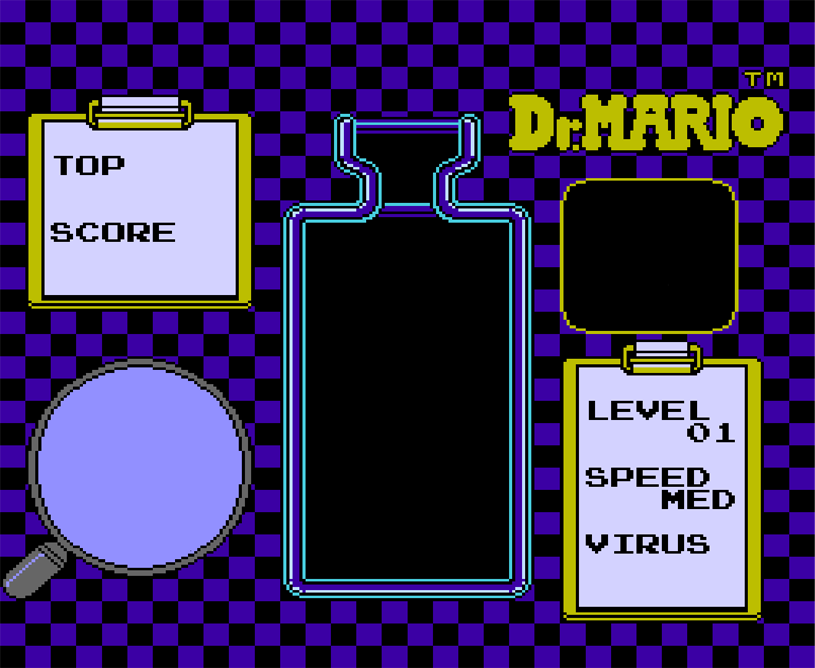 TM
Dr.MARIO
TOP
SCORE
LEVEL
01
SPEED
MED
VIRUS